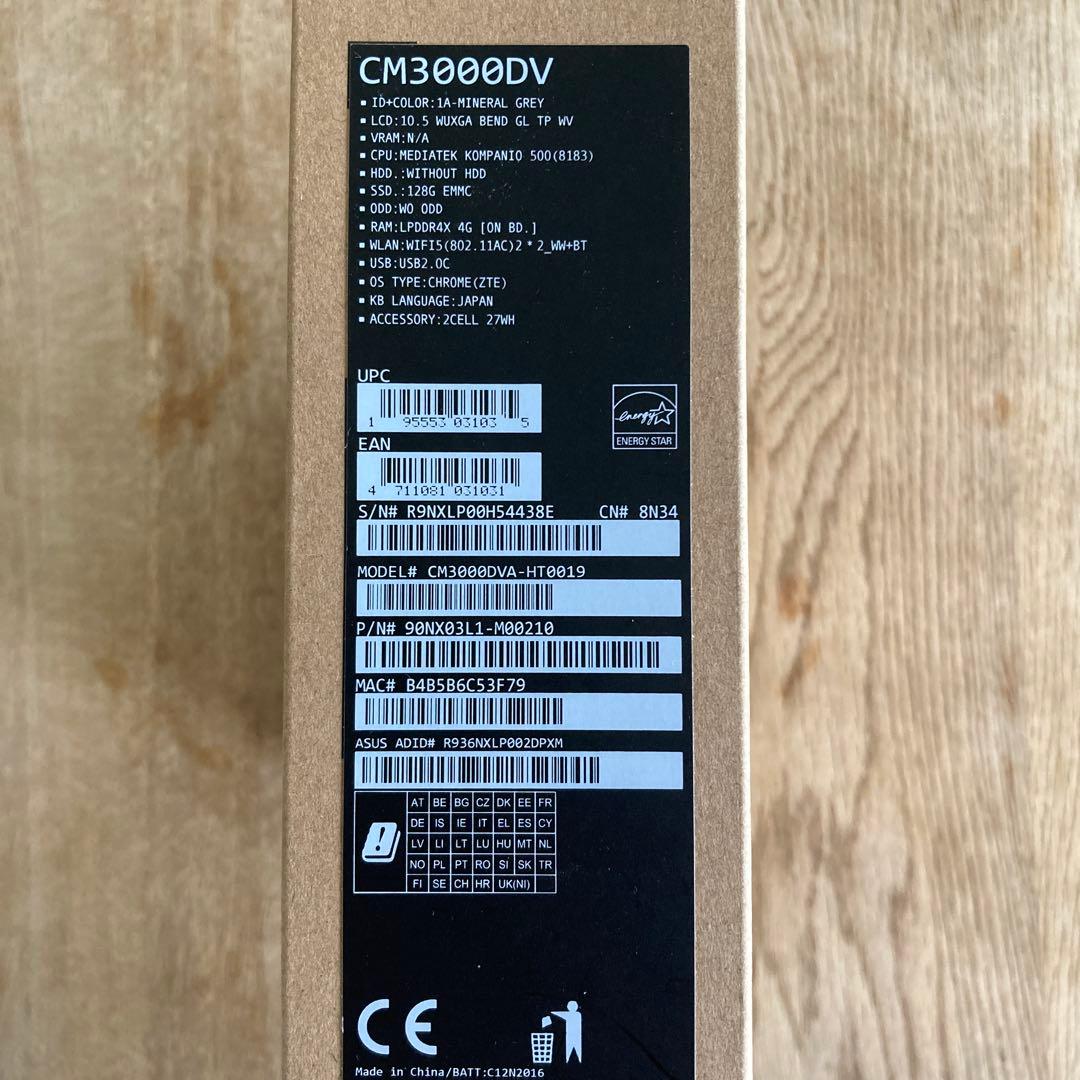 CM3000DV
▪ ID+COLOR:1A-MINERAL GREY
▪ LCD:10.5 WUXGA BEND GL TP WV
▪ VRAM:N/A
▪ CPU:MEDIATEK KOMPANIO 500(8183)
▪ HDD.:WITHOUT HDD
▪ SSD.:128G EMMC
▪ ODD:WO ODD
▪ RAM:LPDDR4X 4G [ON BD.]
▪ WLAN:WIFI5(802.11AC)2*2_WW+BT
▪ USB:USB2.0C
▪ OS TYPE:CHROME(ZTE)
▪ KB LANGUAGE:JAPAN
▪ ACCESSORY:2CELL 27WH
UPC
1 95553 03103 5
energy
ENERGY STAR
EAN
4 711081 031031
S/N# R9NXLP00H54438E CN# 8N34
MODEL# CM3000DVA-HT0019
P/N# 90NX03L1-M00210
MAC# B4B5B6C53F79
ASUS ADID# R936NXLP002DPXM
AT BE BG CZ DK EE FR
DE IS IE IT EL ES CY
LV LI LT LU HU MT NL
NO PL PT RO SI SK TR
FI SE CH HR UK(NI)
CE
Made in China/BATT:C12N2016